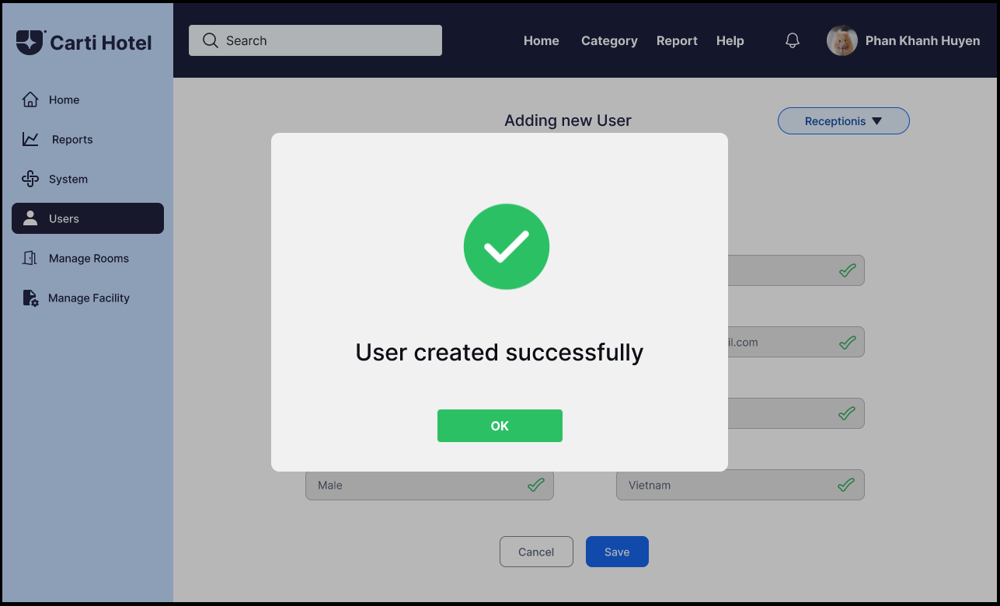 Carti Hotel
Search
Home
Category
Report
Help
Phan Khanh Huyen
Home
Reports
System
Users
Manage Rooms
Manage Facility
Adding new User
Receptionis
il.com
User created successfully
OK
Male
Vietnam
Cancel
Save